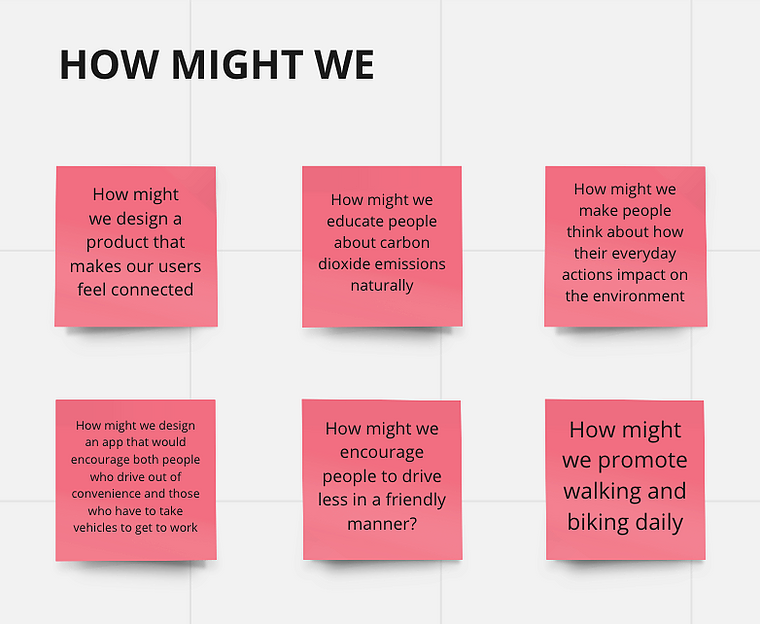 HOW MIGHT WE
How might
we design a
product that
makes our users
feel connected
How might we
educate people
about carbon
dioxide emissions
naturally
How might we
make people
think about how
their everyday
actions impact on
the environment
How might we design
an app that would
encourage both people
who drive out of
convenience and those
who have to take
vehicles to get to work
How might we
encourage
people to drive
less in a friendly
manner?
How might
we promote
walking and
biking daily